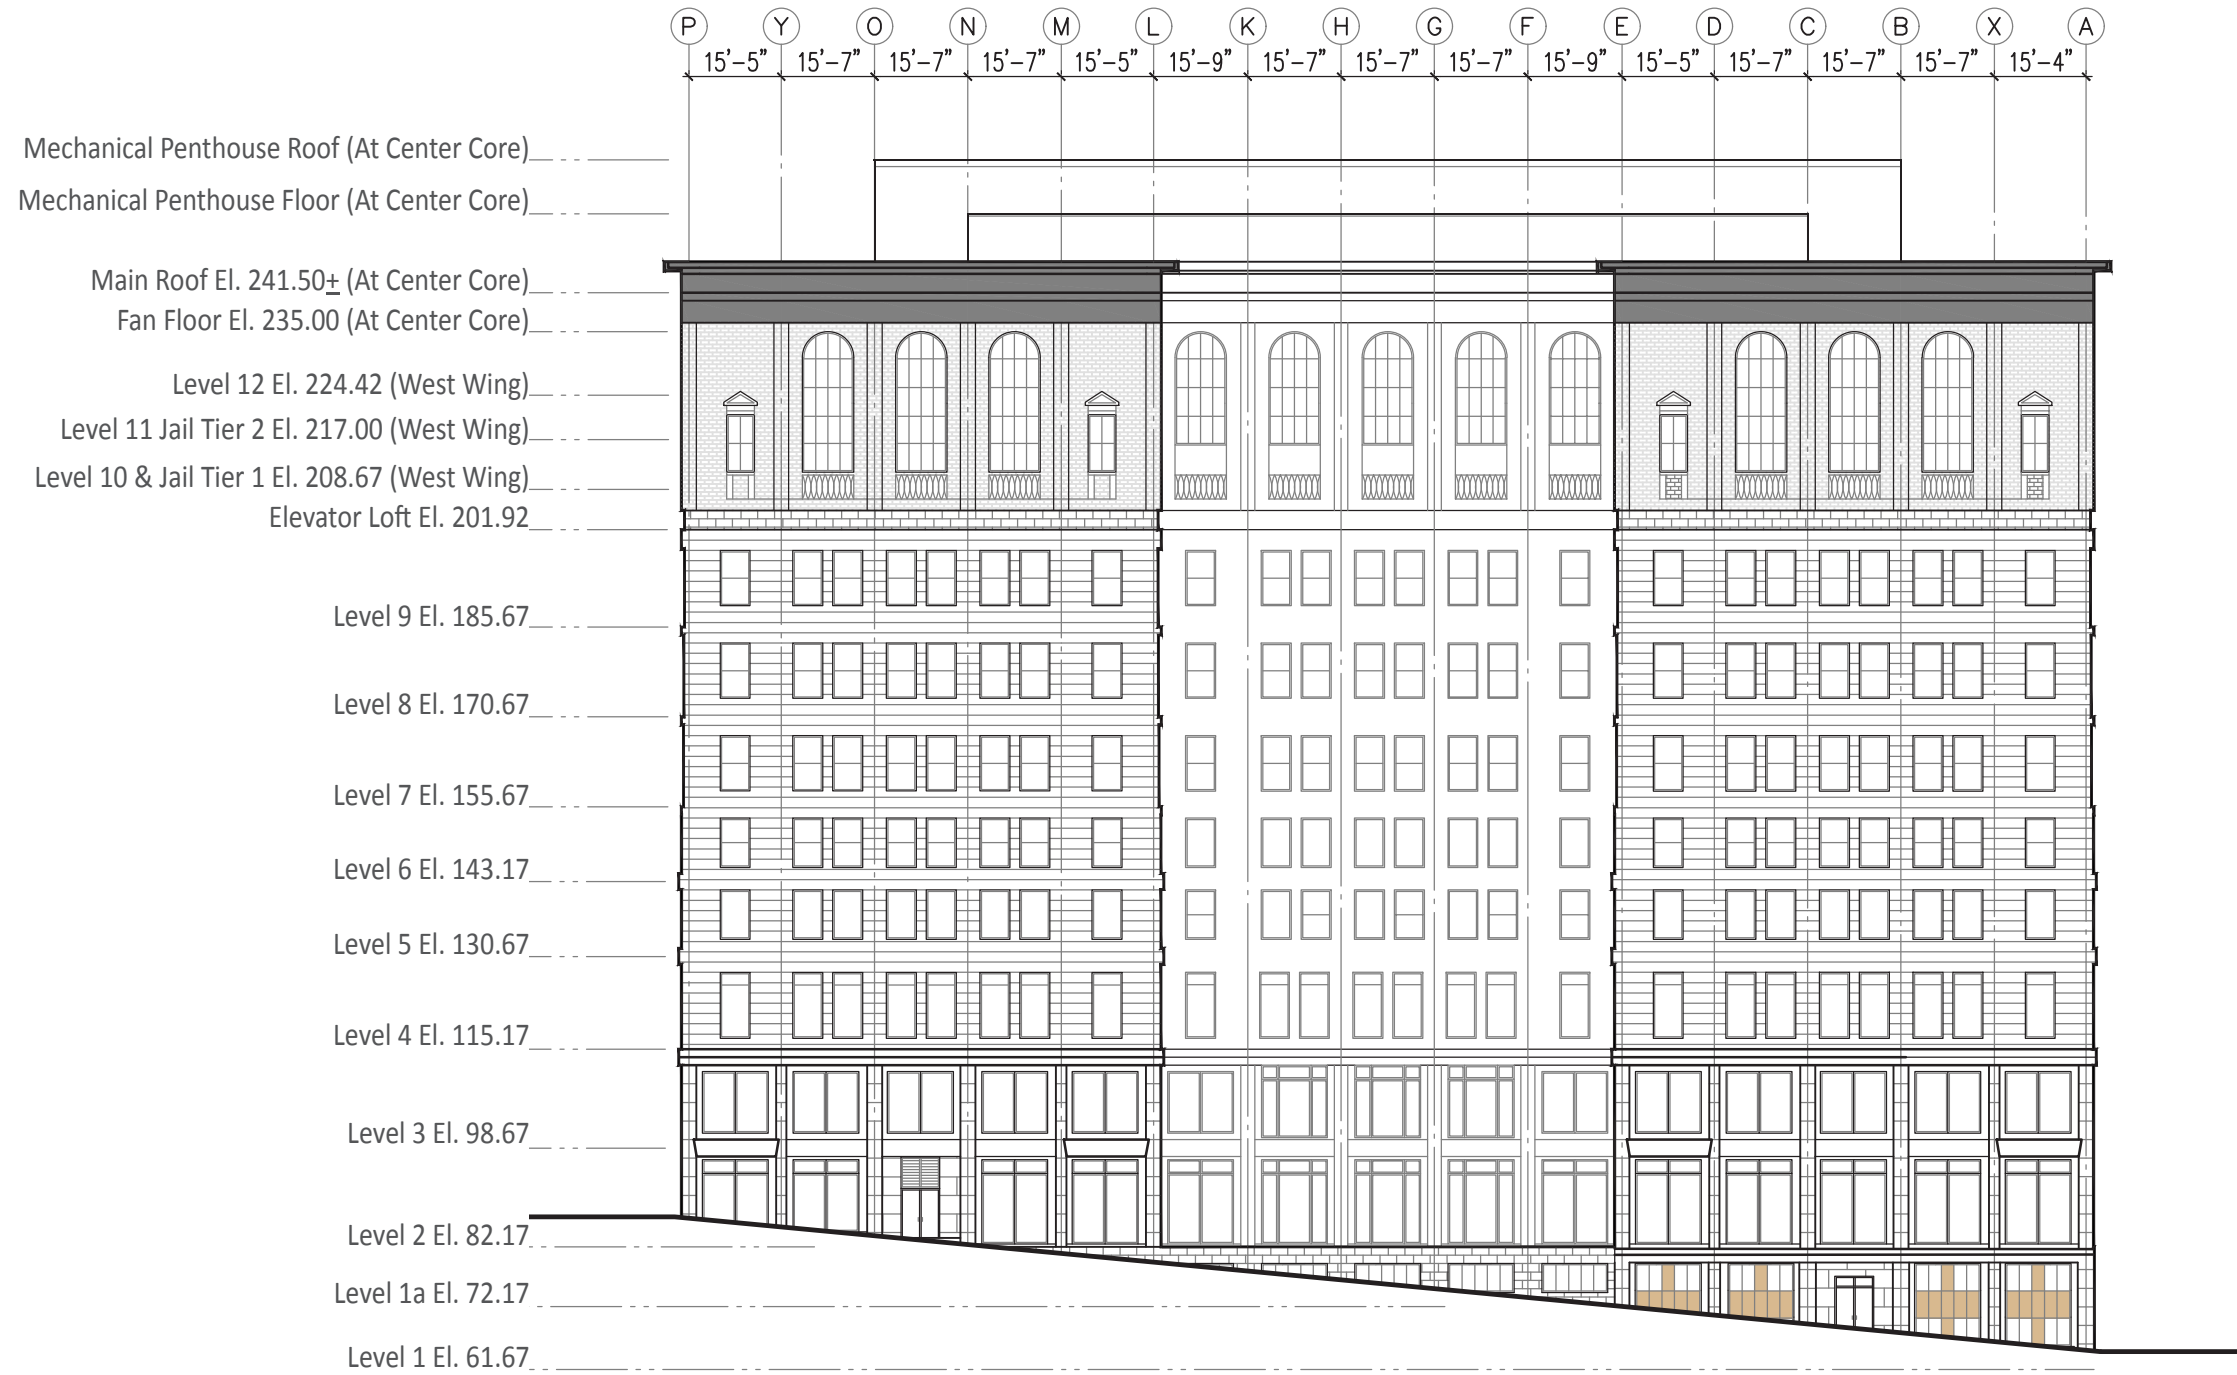 P Y O N M L K H G F E D C B X A
15'-5" 15'-7" 15'-7" 15'-7" 15'-5" 15'-9" 15'-7" 15'-7" 15'-7" 15'-9" 15'-5" 15'-7" 15'-7" 15'-7" 15'-4"
Mechanical Penthouse Roof (At Center Core)
Mechanical Penthouse Floor (At Center Core)
Main Roof El. 241.50± (At Center Core)
Fan Floor El. 235.00 (At Center Core)
Level 12 El. 224.42 (West Wing)
Level 11 Jail Tier 2 El. 217.00 (West Wing)
Level 10 & Jail Tier 1 El. 208.67 (West Wing)
Elevator Loft El. 201.92
Level 9 El. 185.67
Level 8 El. 170.67
Level 7 El. 155.67
Level 6 El. 143.17
Level 5 El. 130.67
Level 4 El. 115.17
Level 3 El. 98.67
Level 2 El. 82.17
Level 1a El. 72.17
Level 1 El. 61.67